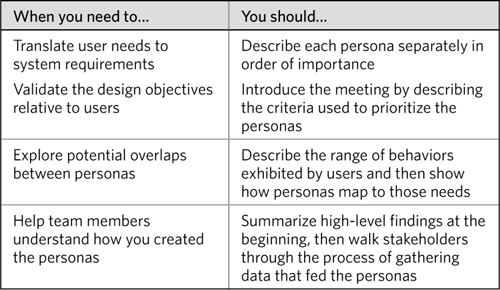 When you need to...
You should...
Translate user needs to
system requirements
Describe each persona separately in
order of importance
Validate the design objectives
relative to users
Introduce the meeting by describing
the criteria used to prioritize the
personas
Explore potential overlaps
between personas
Describe the range of behaviors
exhibited by users and then show
how personas map to those needs
Help team members
understand how you created
the personas
Summarize high-level findings at the
beginning, then walk stakeholders
through the process of gathering
data that fed the personas